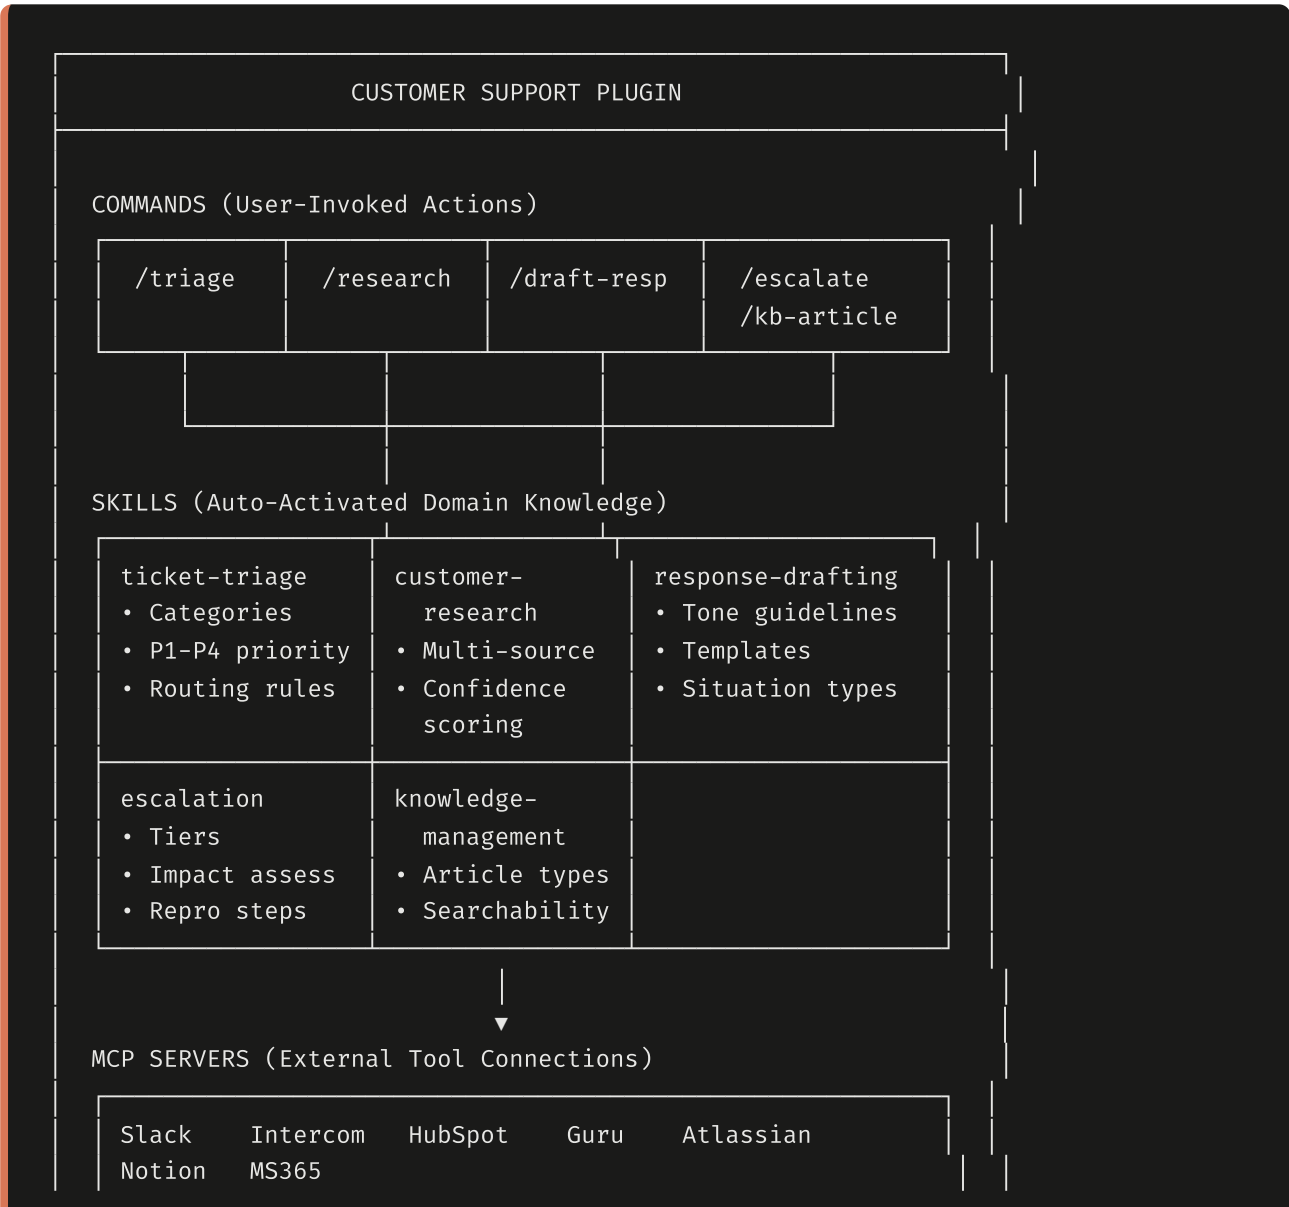 CUSTOMER SUPPORT PLUGIN
COMMANDS (User-Invoked Actions)
/triage /research /draft-resp /escalate
/kb-article
SKILLS (Auto-Activated Domain Knowledge)
ticket-triage customer- response-drafting
• Categories research • Tone guidelines
• P1-P4 priority • Multi-source • Templates
• Routing rules • Confidence • Situation types
scoring
escalation knowledge-
• Tiers management
• Impact assess • Article types
• Repro steps • Searchability
▼
MCP SERVERS (External Tool Connections)
Slack Intercom HubSpot Guru Atlassian
Notion MS365